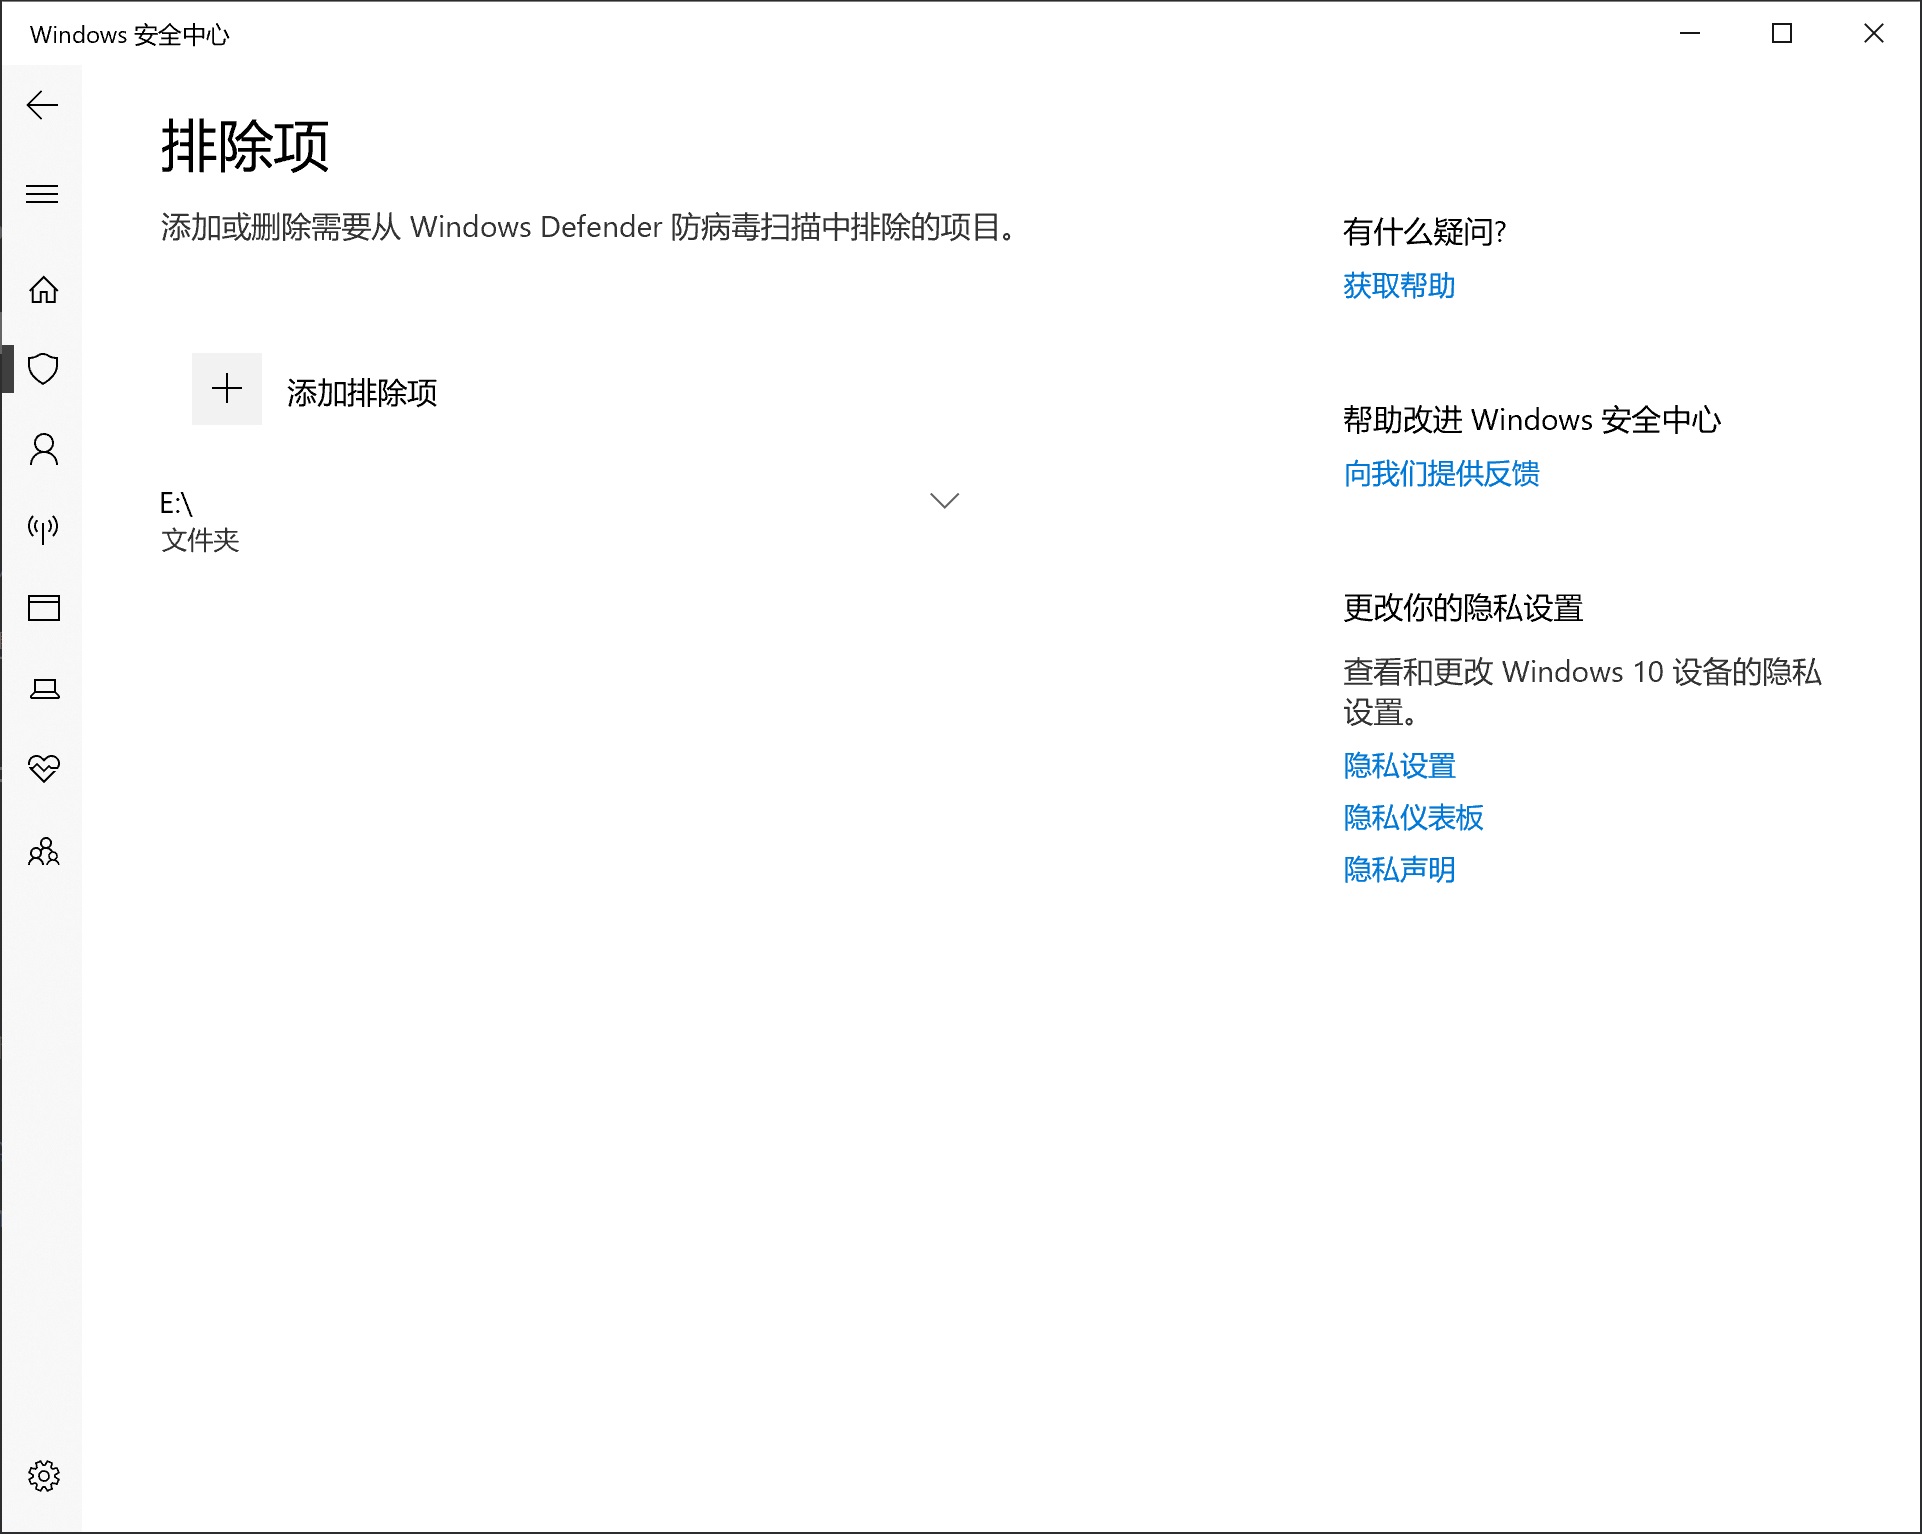 Windows 安全中心
排除项
添加或删除需要从 Windows Defender 防病毒扫描中排除的项目。
添加排除项
E:\
文件夹
有什么疑问?
获取帮助
帮助改进 Windows 安全中心
向我们提供反馈
更改你的隐私设置
查看和更改 Windows 10 设备的隐私
设置。
隐私设置
隐私仪表板
隐私声明